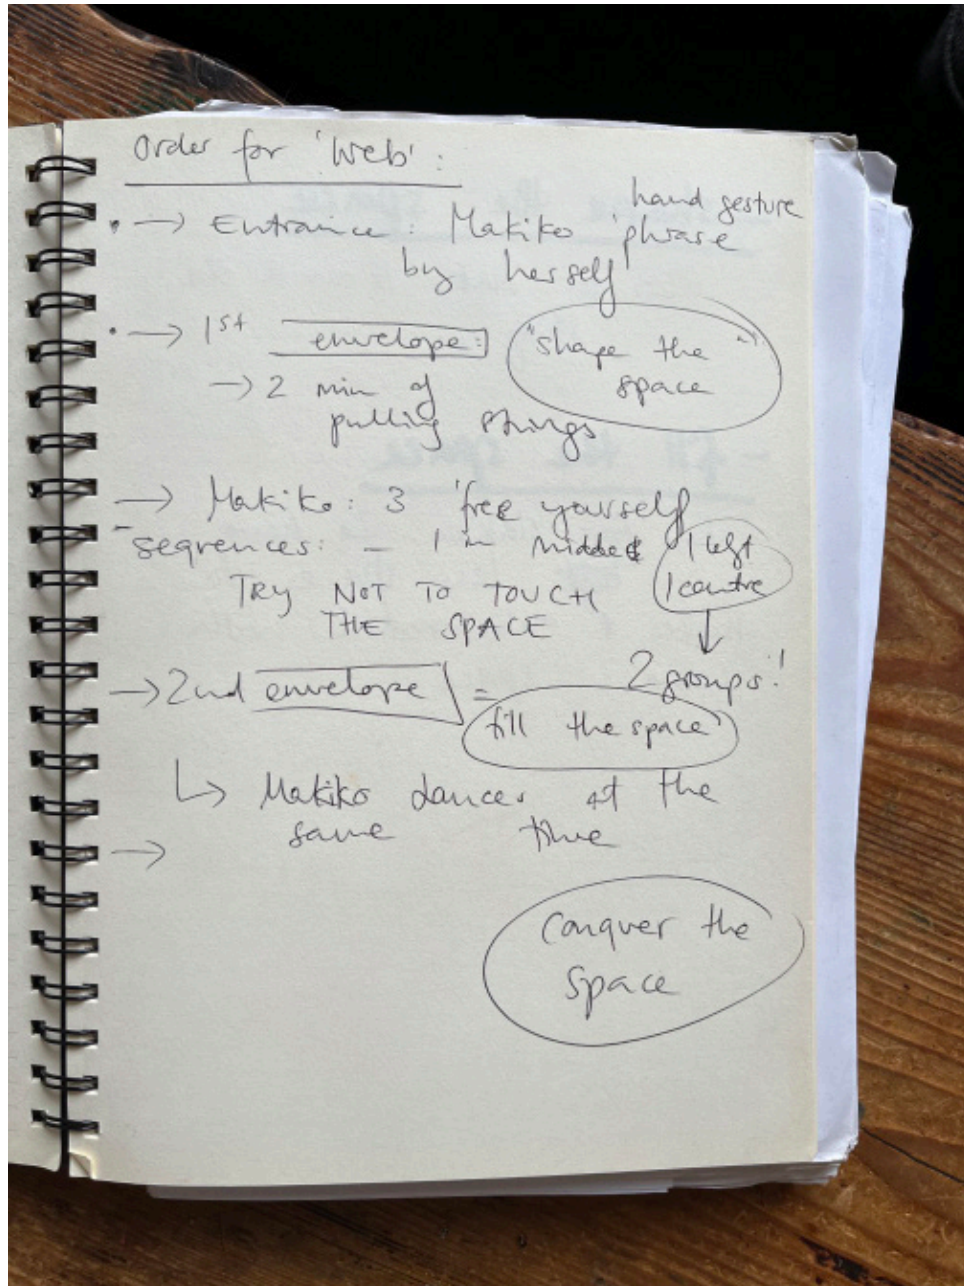 Order for 'Web':
hand gesture
→ Entrance: Makiko phrase
by herself
→ 1st envelope:
"shape the
space"
→ 2 min of
pulling strings
→ Makiko: 3 'free yourself
sequences: – 1 in middle
1 left
1 centre
TRY NOT TO TOUCH
THE SPACE
2 groups!
→ 2nd envelope =
fill the space
↳ Makiko dances at the
same time
→
Conquer the
space